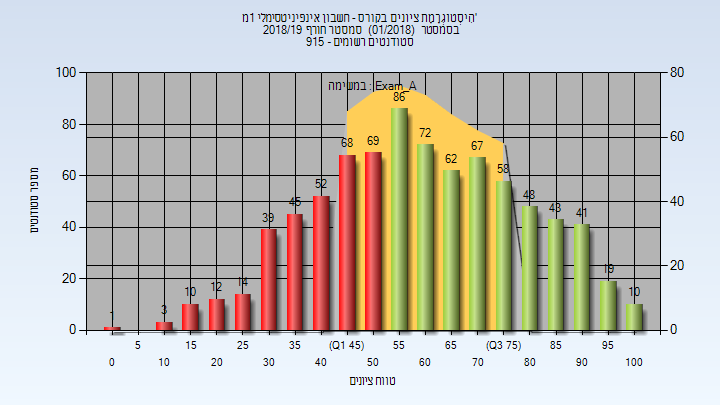 היסטוגרמת ציונים בקורס - חשבון אינפיניטסימלי 1מ'
בסמסטר (01/2018) סמסטר חורף 2018/19
סטודנטים רשומים - 915
במשימה : Exam_A
100 80 60 40 20 0
מספר סטודנטים
80 60 40 20 0
1 3 10 12 14 39 45 52 68 69 86 72 62 67 58 48 43 41 19 10
5 15 25 35 (Q1 45) 55 65 (Q3 75) 85 95
0 10 20 30 40 50 60 70 80 90 100
טווח ציונים